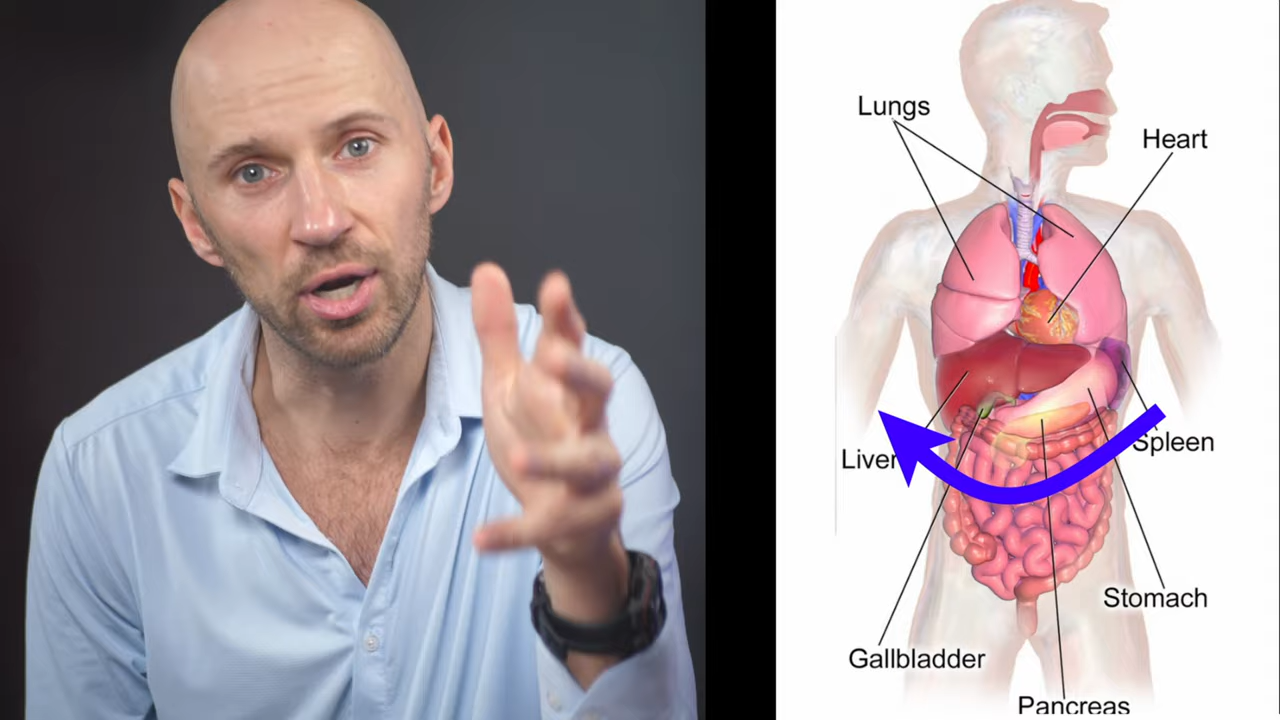 Lungs
Heart
Liver
Spleen
Stomach
Gallbladder
Pancreas